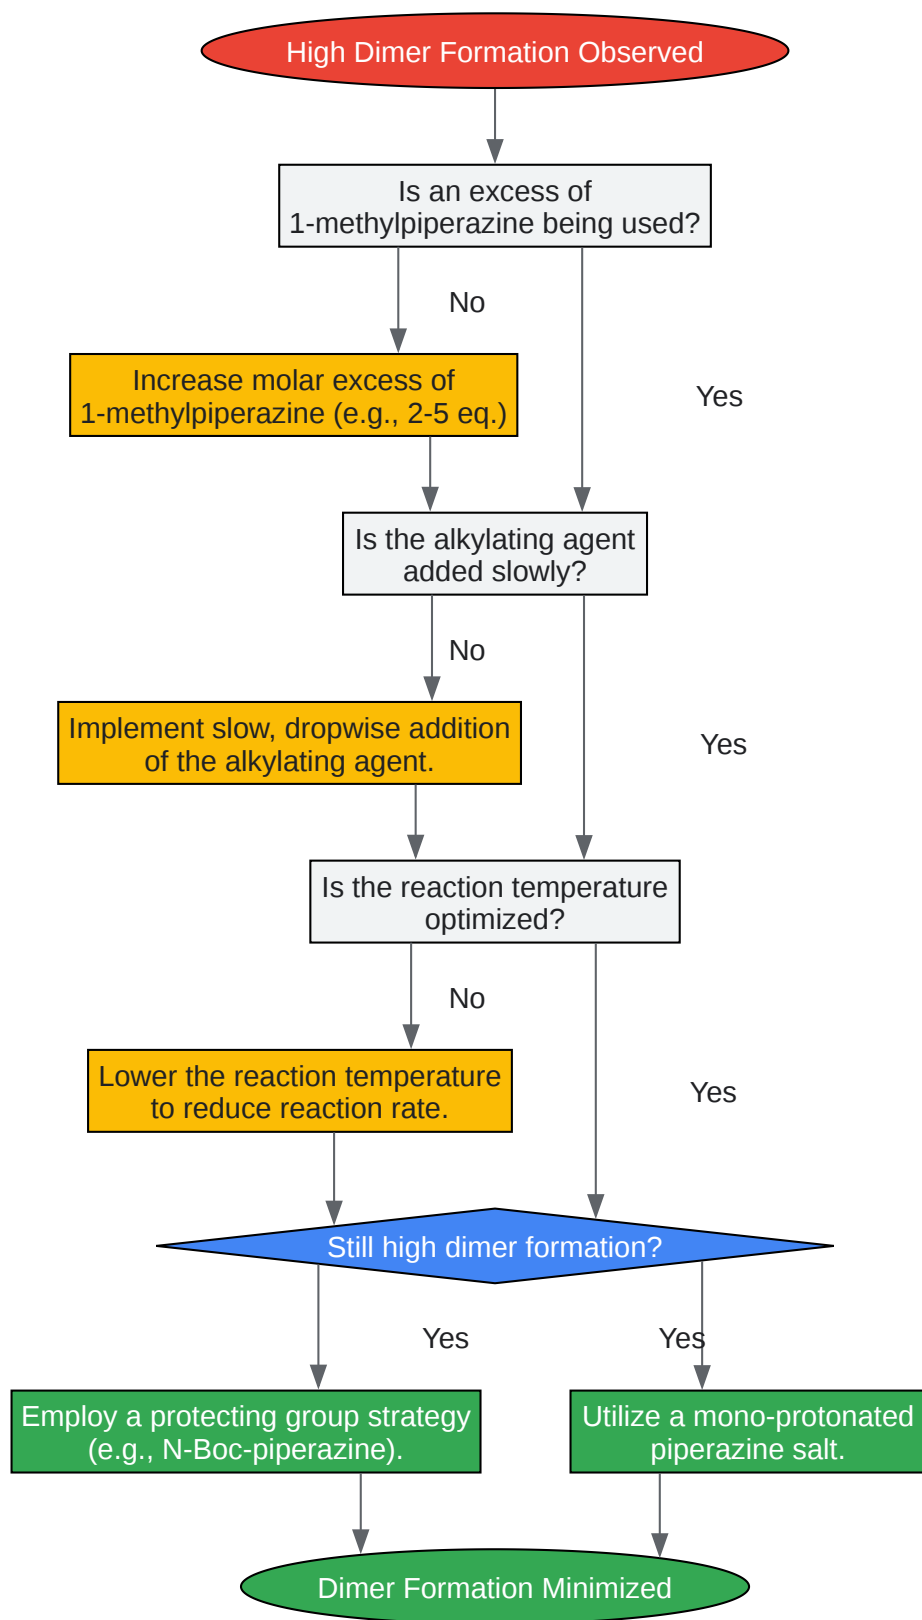 High Dimer Formation Observed
Is an excess of
1-methylpiperazine being used?
No
Increase molar excess of
1-methylpiperazine (e.g., 2-5 eq.)
Yes
Is the alkylating agent
added slowly?
No
Implement slow, dropwise addition
of the alkylating agent.
Yes
Is the reaction temperature
optimized?
No
Lower the reaction temperature
to reduce reaction rate.
Yes
Still high dimer formation?
Yes
Yes
Employ a protecting group strategy
(e.g., N-Boc-piperazine).
Utilize a mono-protonated
piperazine salt.
Dimer Formation Minimized